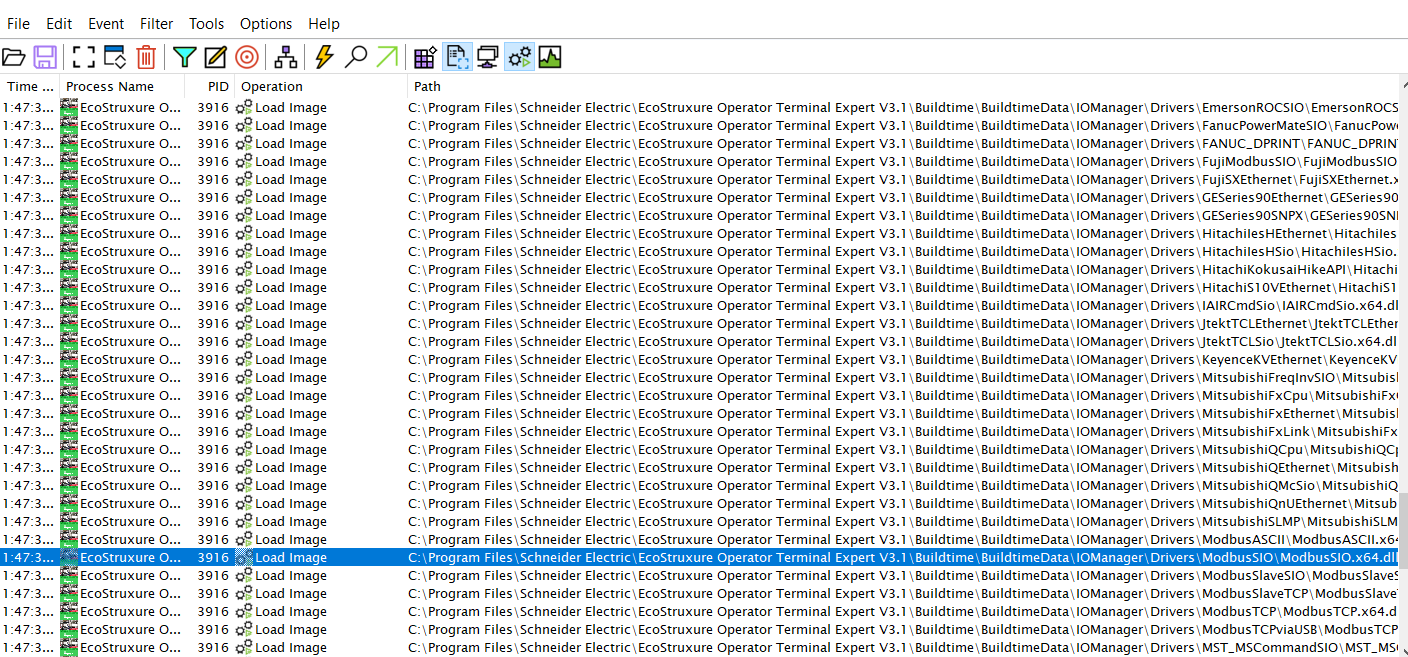 File Edit Event Filter Tools Options Help
Time ... Process Name PID Operation Path
1:47:3... EcoStruxure O... 3916 Load Image C:\Program Files\Schneider Electric\EcoStruxure Operator Terminal Expert V3.1\Buildtime\BuildtimeData\IOManager\Drivers\EmersonROCSIO\EmersonROCS
1:47:3... EcoStruxure O... 3916 Load Image C:\Program Files\Schneider Electric\EcoStruxure Operator Terminal Expert V3.1\Buildtime\BuildtimeData\IOManager\Drivers\FanucPowerMateSIO\FanucPow
1:47:3... EcoStruxure O... 3916 Load Image C:\Program Files\Schneider Electric\EcoStruxure Operator Terminal Expert V3.1\Buildtime\BuildtimeData\IOManager\Drivers\FANUC_DPRINT\FANUC_DPRIN
1:47:3... EcoStruxure O... 3916 Load Image C:\Program Files\Schneider Electric\EcoStruxure Operator Terminal Expert V3.1\Buildtime\BuildtimeData\IOManager\Drivers\FujiModbusSIO\FujiModbusSIO
1:47:3... EcoStruxure O... 3916 Load Image C:\Program Files\Schneider Electric\EcoStruxure Operator Terminal Expert V3.1\Buildtime\BuildtimeData\IOManager\Drivers\FujiSXEthernet\FujiSXEthernet.x
1:47:3... EcoStruxure O... 3916 Load Image C:\Program Files\Schneider Electric\EcoStruxure Operator Terminal Expert V3.1\Buildtime\BuildtimeData\IOManager\Drivers\GESeries90Ethernet\GESeries90
1:47:3... EcoStruxure O... 3916 Load Image C:\Program Files\Schneider Electric\EcoStruxure Operator Terminal Expert V3.1\Buildtime\BuildtimeData\IOManager\Drivers\GESeries90SNPX\GESeries90SNI
1:47:3... EcoStruxure O... 3916 Load Image C:\Program Files\Schneider Electric\EcoStruxure Operator Terminal Expert V3.1\Buildtime\BuildtimeData\IOManager\Drivers\HitachiIesHEthernet\HitachiIes
1:47:3... EcoStruxure O... 3916 Load Image C:\Program Files\Schneider Electric\EcoStruxure Operator Terminal Expert V3.1\Buildtime\BuildtimeData\IOManager\Drivers\HitachiIesHSio\HitachiIesHSio.
1:47:3... EcoStruxure O... 3916 Load Image C:\Program Files\Schneider Electric\EcoStruxure Operator Terminal Expert V3.1\Buildtime\BuildtimeData\IOManager\Drivers\HitachiKokusaiHikeAPI\Hitachi
1:47:3... EcoStruxure O... 3916 Load Image C:\Program Files\Schneider Electric\EcoStruxure Operator Terminal Expert V3.1\Buildtime\BuildtimeData\IOManager\Drivers\HitachiS10VEthernet\HitachiS1
1:47:3... EcoStruxure O... 3916 Load Image C:\Program Files\Schneider Electric\EcoStruxure Operator Terminal Expert V3.1\Buildtime\BuildtimeData\IOManager\Drivers\IAIRCmdSio\IAIRCmdSio.x64.dl
1:47:3... EcoStruxure O... 3916 Load Image C:\Program Files\Schneider Electric\EcoStruxure Operator Terminal Expert V3.1\Buildtime\BuildtimeData\IOManager\Drivers\JtektTCLEthernet\JtektTCLEther
1:47:3... EcoStruxure O... 3916 Load Image C:\Program Files\Schneider Electric\EcoStruxure Operator Terminal Expert V3.1\Buildtime\BuildtimeData\IOManager\Drivers\JtektTCLSio\JtektTCLSio.x64.dl
1:47:3... EcoStruxure O... 3916 Load Image C:\Program Files\Schneider Electric\EcoStruxure Operator Terminal Expert V3.1\Buildtime\BuildtimeData\IOManager\Drivers\KeyenceKVEthernet\KeyenceKV
1:47:3... EcoStruxure O... 3916 Load Image C:\Program Files\Schneider Electric\EcoStruxure Operator Terminal Expert V3.1\Buildtime\BuildtimeData\IOManager\Drivers\MitsubishiFreqInvSIO\Mitsubisl
1:47:3... EcoStruxure O... 3916 Load Image C:\Program Files\Schneider Electric\EcoStruxure Operator Terminal Expert V3.1\Buildtime\BuildtimeData\IOManager\Drivers\MitsubishiFxCpu\MitsubishiFxC
1:47:3... EcoStruxure O... 3916 Load Image C:\Program Files\Schneider Electric\EcoStruxure Operator Terminal Expert V3.1\Buildtime\BuildtimeData\IOManager\Drivers\MitsubishiFxEthernet\Mitsubisl
1:47:3... EcoStruxure O... 3916 Load Image C:\Program Files\Schneider Electric\EcoStruxure Operator Terminal Expert V3.1\Buildtime\BuildtimeData\IOManager\Drivers\MitsubishiFxLink\MitsubishiFx
1:47:3... EcoStruxure O... 3916 Load Image C:\Program Files\Schneider Electric\EcoStruxure Operator Terminal Expert V3.1\Buildtime\BuildtimeData\IOManager\Drivers\MitsubishiQCpu\MitsubishiQCp
1:47:3... EcoStruxure O... 3916 Load Image C:\Program Files\Schneider Electric\EcoStruxure Operator Terminal Expert V3.1\Buildtime\BuildtimeData\IOManager\Drivers\MitsubishiQEthernet\Mitsubish
1:47:3... EcoStruxure O... 3916 Load Image C:\Program Files\Schneider Electric\EcoStruxure Operator Terminal Expert V3.1\Buildtime\BuildtimeData\IOManager\Drivers\MitsubishiQMcSio\MitsubishiQ
1:47:3... EcoStruxure O... 3916 Load Image C:\Program Files\Schneider Electric\EcoStruxure Operator Terminal Expert V3.1\Buildtime\BuildtimeData\IOManager\Drivers\MitsubishiQnUEthernet\Mitsub
1:47:3... EcoStruxure O... 3916 Load Image C:\Program Files\Schneider Electric\EcoStruxure Operator Terminal Expert V3.1\Buildtime\BuildtimeData\IOManager\Drivers\MitsubishiSLMP\MitsubishiSLM
1:47:3... EcoStruxure O... 3916 Load Image C:\Program Files\Schneider Electric\EcoStruxure Operator Terminal Expert V3.1\Buildtime\BuildtimeData\IOManager\Drivers\ModbusASCII\ModbusASCII.x64
1:47:3... EcoStruxure O... 3916 Load Image C:\Program Files\Schneider Electric\EcoStruxure Operator Terminal Expert V3.1\Buildtime\BuildtimeData\IOManager\Drivers\ModbusSIO\ModbusSIO.x64.dll
1:47:3... EcoStruxure O... 3916 Load Image C:\Program Files\Schneider Electric\EcoStruxure Operator Terminal Expert V3.1\Buildtime\BuildtimeData\IOManager\Drivers\ModbusSlaveSIO\ModbusSlaveS
1:47:3... EcoStruxure O... 3916 Load Image C:\Program Files\Schneider Electric\EcoStruxure Operator Terminal Expert V3.1\Buildtime\BuildtimeData\IOManager\Drivers\ModbusSlaveTCP\ModbusSlave
1:47:3... EcoStruxure O... 3916 Load Image C:\Program Files\Schneider Electric\EcoStruxure Operator Terminal Expert V3.1\Buildtime\BuildtimeData\IOManager\Drivers\ModbusTCP\ModbusTCP.x64.d
1:47:3... EcoStruxure O... 3916 Load Image C:\Program Files\Schneider Electric\EcoStruxure Operator Terminal Expert V3.1\Buildtime\BuildtimeData\IOManager\Drivers\ModbusTCPviaUSB\ModbusTCP
1:47:3... EcoStruxure O... 3916 Load Image C:\Program Files\Schneider Electric\EcoStruxure Operator Terminal Expert V3.1\Buildtime\BuildtimeData\IOManager\Drivers\MST_MSCommandSIO\MST_MS